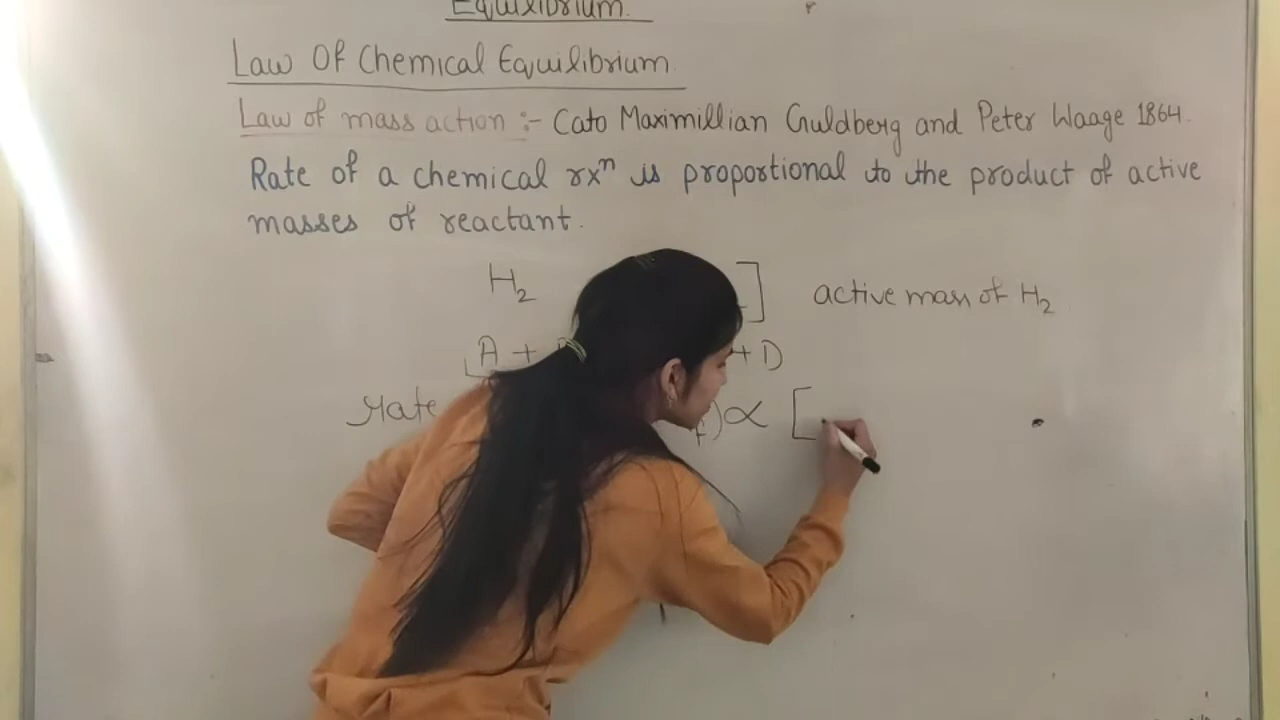 Equilibrium.
Law Of Chemical Equilibrium.
Law of mass action :- Cato Maximillian Guldberg and Peter Waage 1864.
Rate of a chemical rxⁿ is proportional to the product of active
masses of reactant.
H₂ ] active mass of H₂
A + + D
Rate f) ∝ [